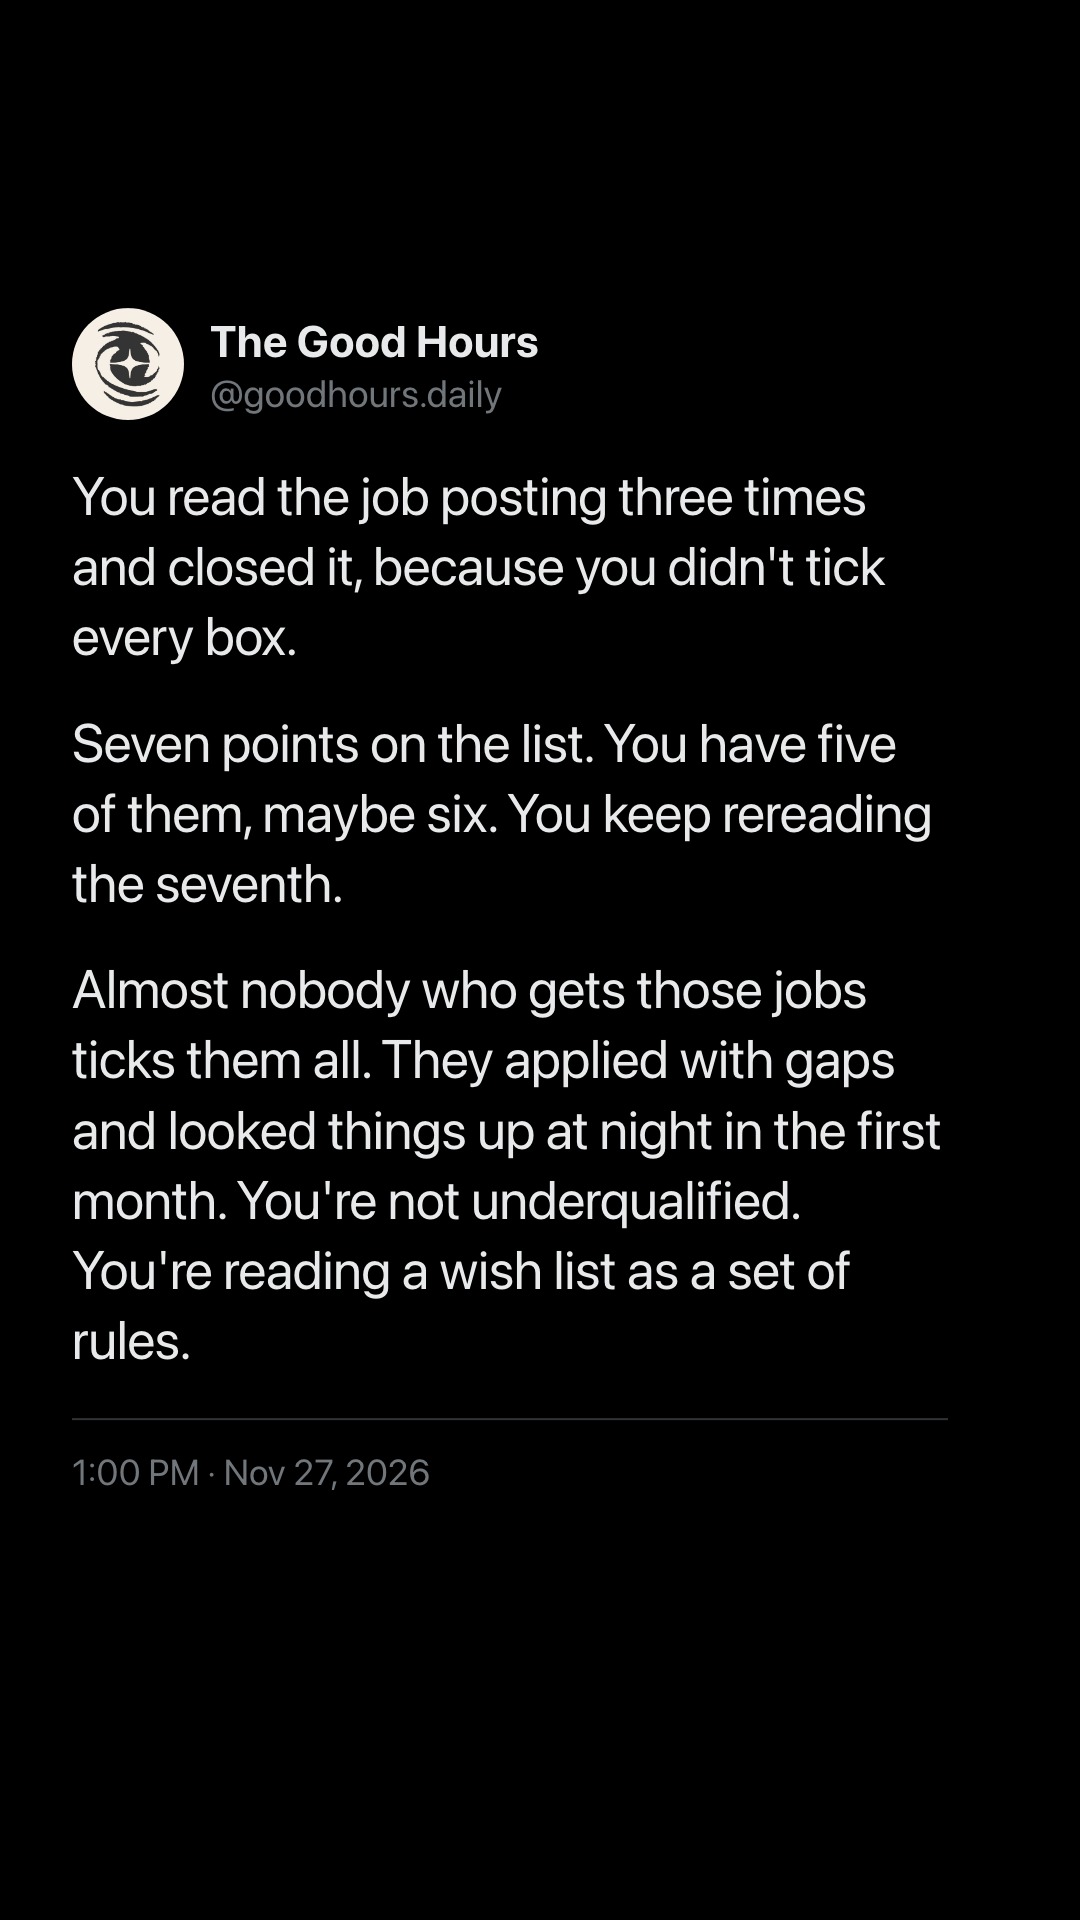 The Good Hours
@goodhours.daily
You read the job posting three times
and closed it, because you didn't tick
every box.
Seven points on the list. You have five
of them, maybe six. You keep rereading
the seventh.
Almost nobody who gets those jobs
ticks them all. They applied with gaps
and looked things up at night in the first
month. You're not underqualified.
You're reading a wish list as a set of
rules.
1:00 PM · Nov 27, 2026